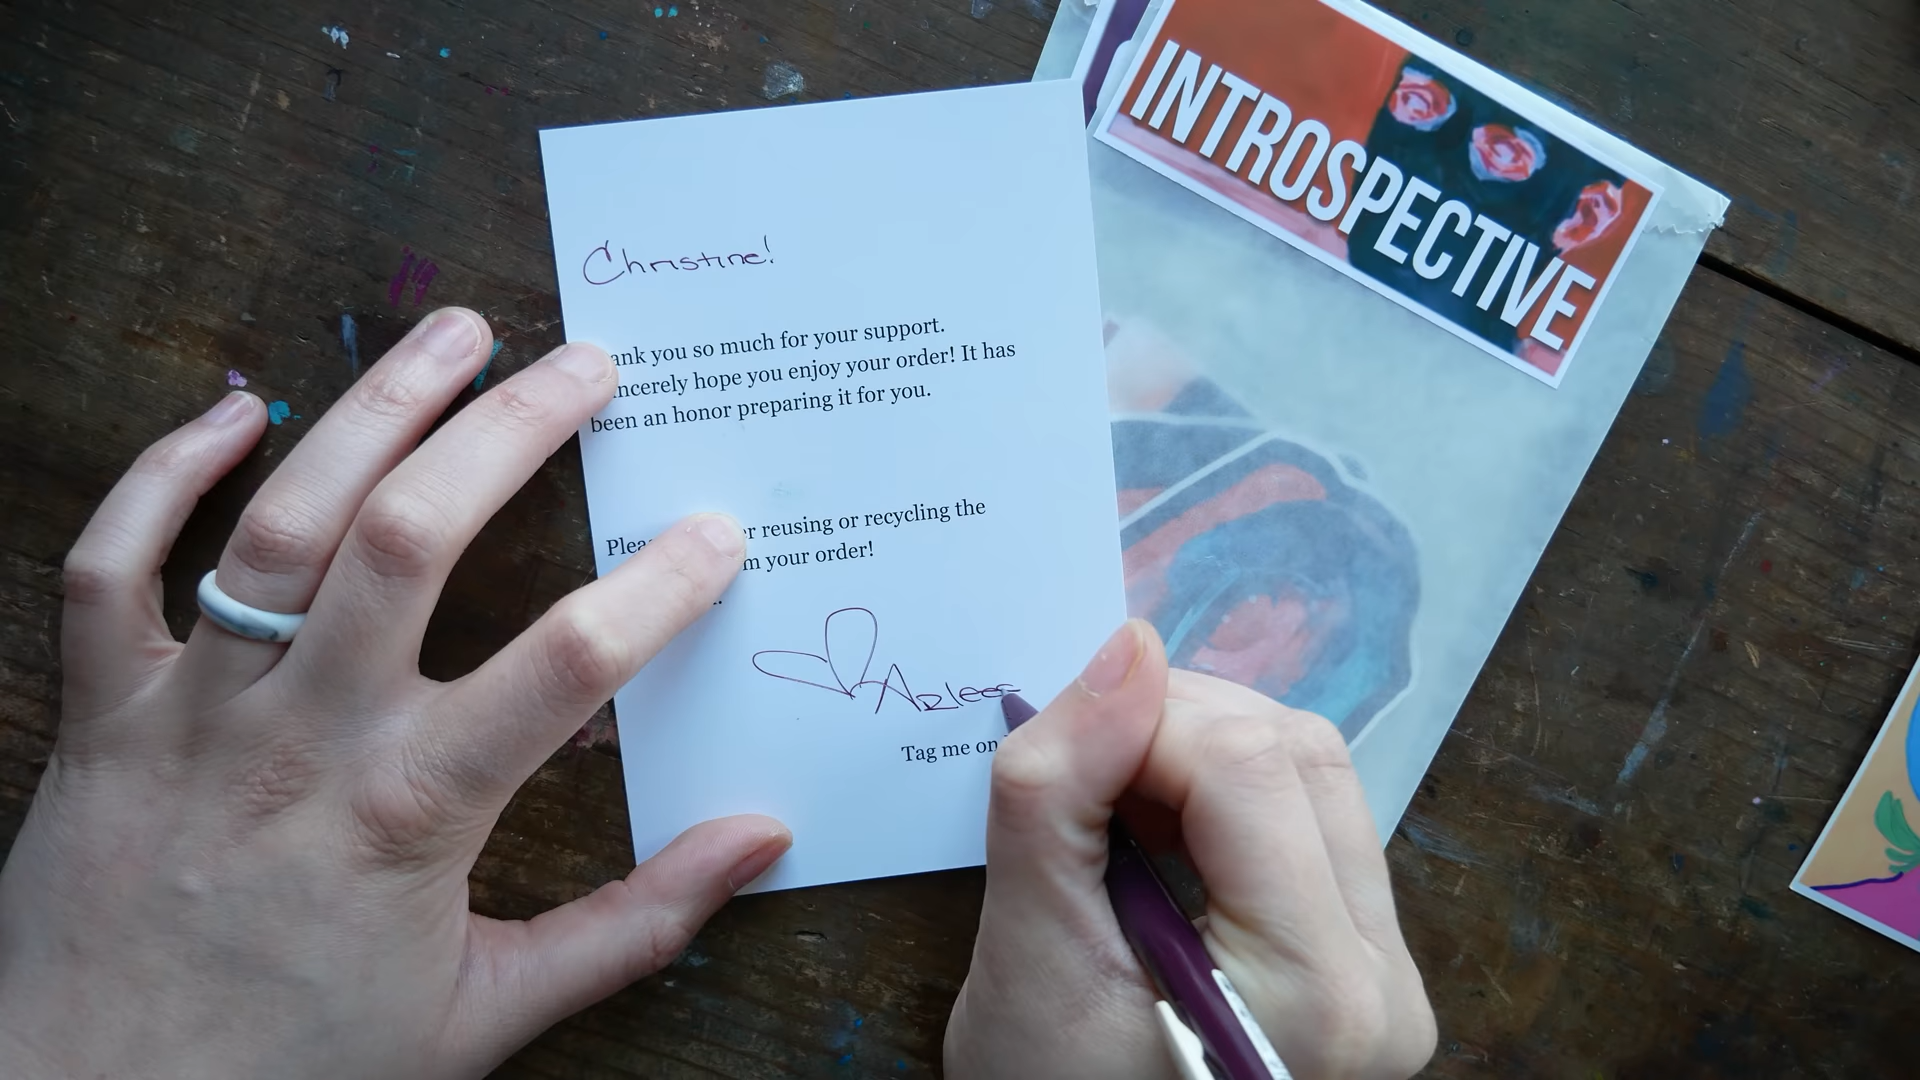 Christine!
ank you so much for your support.
ncerely hope you enjoy your order! It has
been an honor preparing it for you.
reusing or recycling the
your order!
Tag me on
INTROSPECTIVE